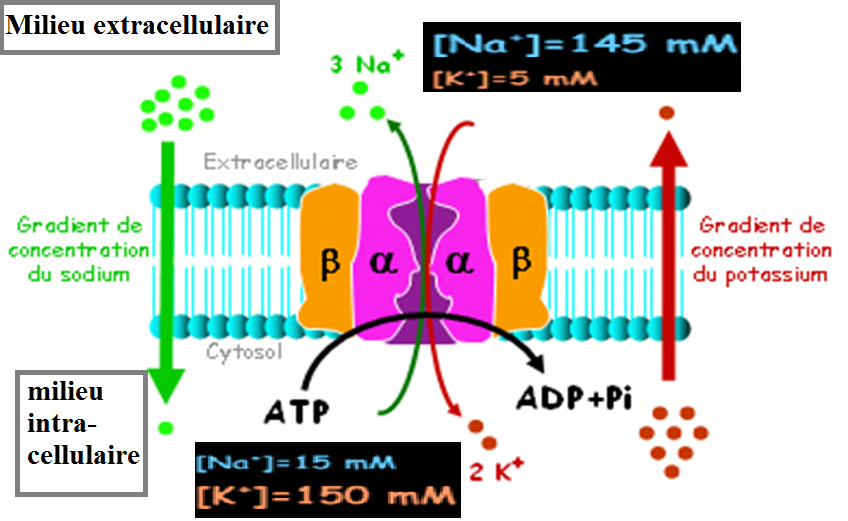 Milieu extracellulaire
[Na⁺]=145 mM
[K⁺]=5 mM
3 Na⁺
Extracellulaire
Gradient de
concentration
du sodium
β
α
α
β
Gradient de
concentration
du potassium
Cytosol
milieu
intra-
cellulaire
ATP
ADP+Pi
[Na⁺]=15 mM
[K⁺]=150 mM
2 K⁺